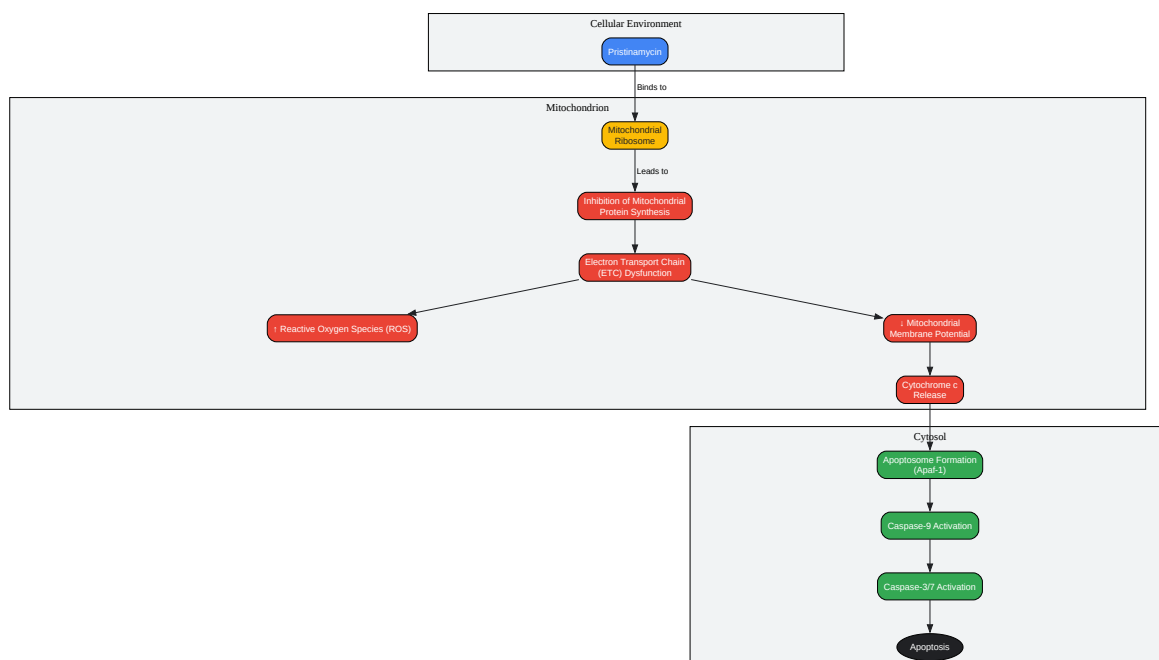 Cellular Environment
Pristinamycin
Binds to
Mitochondrion
Mitochondrial
Ribosome
Leads to
Inhibition of Mitochondrial
Protein Synthesis
Electron Transport Chain
(ETC) Dysfunction
↑ Reactive Oxygen Species (ROS)
↓ Mitochondrial
Membrane Potential
Cytochrome c
Release
Cytosol
Apoptosome Formation
(Apaf-1)
Caspase-9 Activation
Caspase-3/7 Activation
Apoptosis